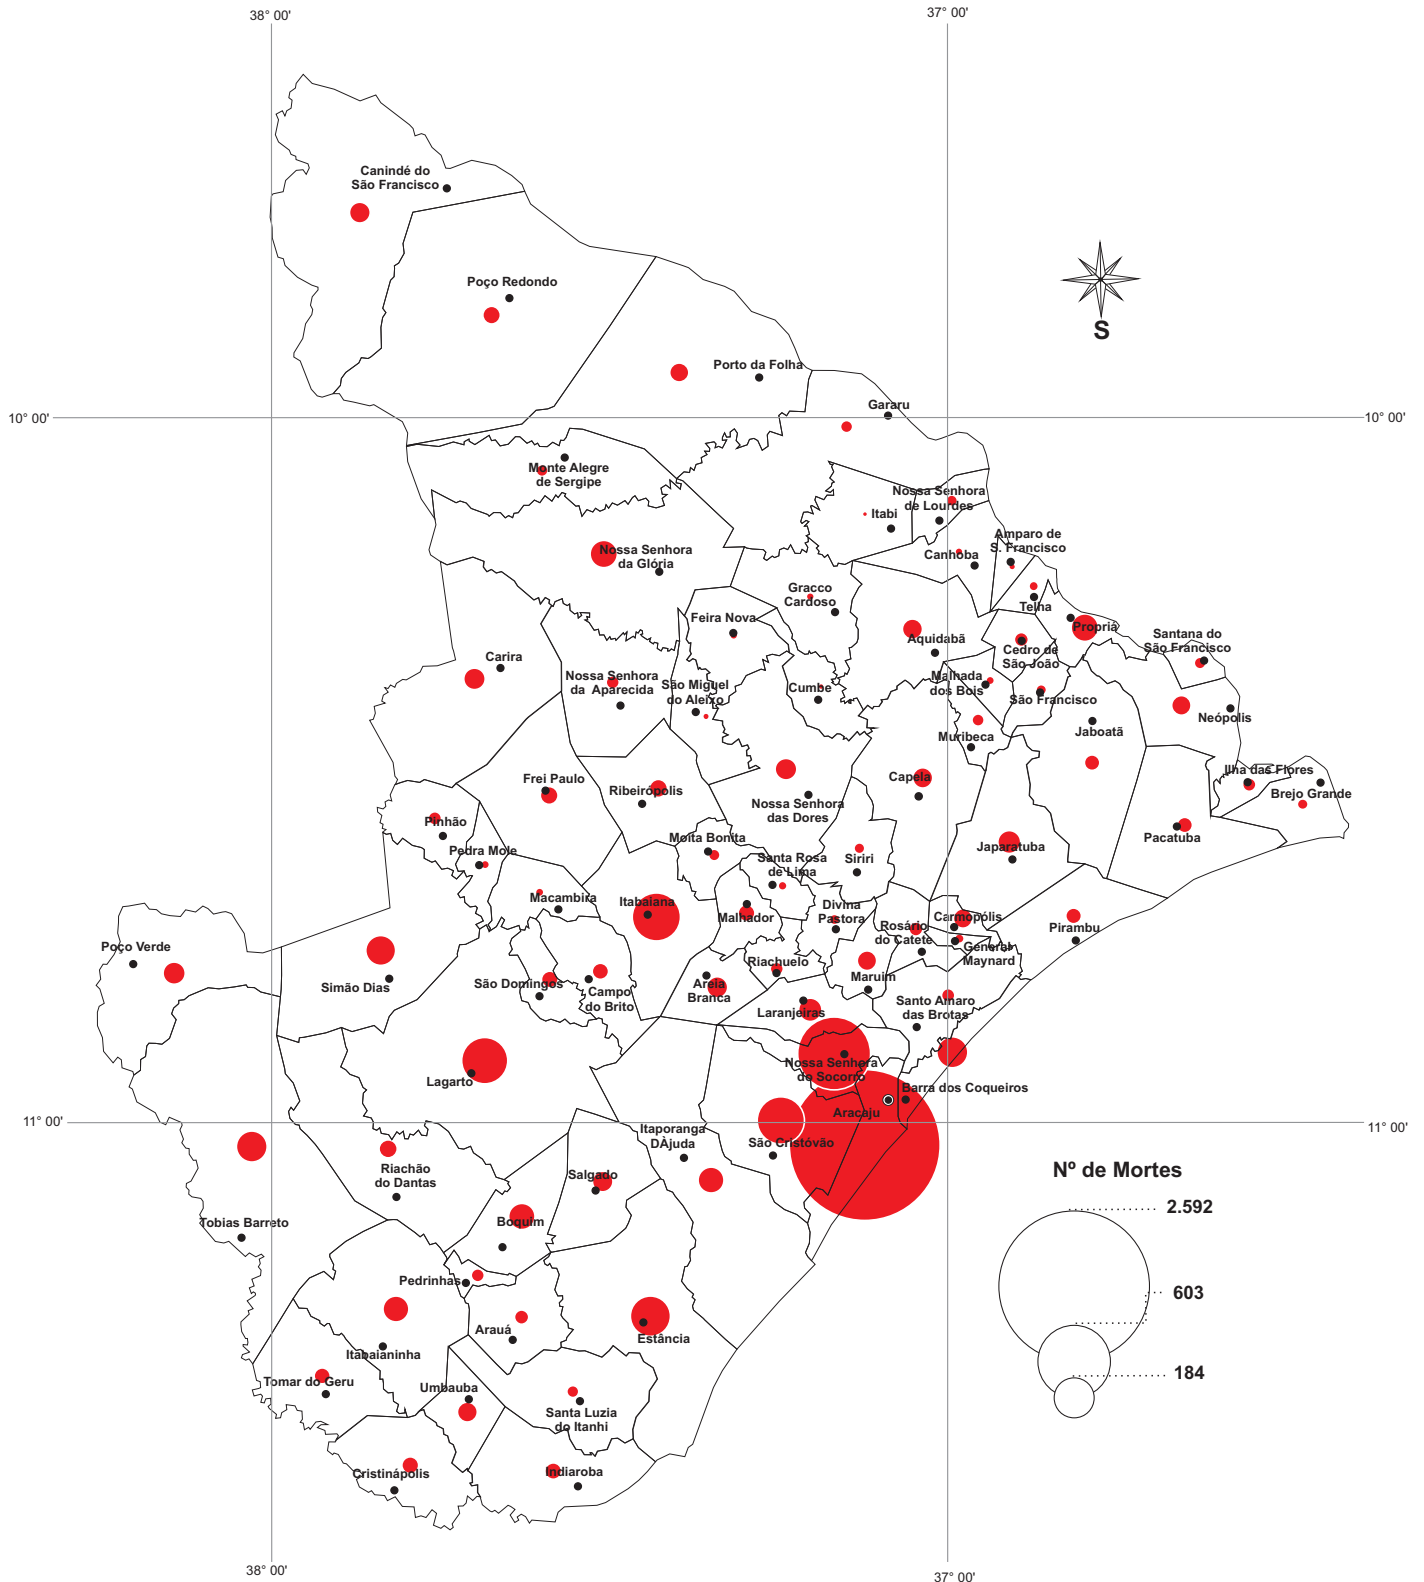 38° 00'
37° 00'
Canindé do
São Francisco
Poço Redondo
S
Porto da Folha
10° 00'
Gararu
10° 00'
Monte Alegre
de Sergipe
Nossa Senhora
de Lourdes
Itabi
Amparo de
S. Francisco
Canhoba
Nossa Senhora
da Glória
Gracco
Cardoso
Telha
Feira Nova
Propriá
Santana do
São Francisco
Aquidabã
Cedro de
São João
Carira
Nossa Senhora
da Aparecida
São Miguel
do Aleixo
Cumbe
Malhada
dos Bois
São Francisco
Neópolis
Jaboatã
Muribeca
Frei Paulo
Ribeirópolis
Capela
Ilha das Flores
Brejo Grande
Nossa Senhora
das Dores
Pinhão
Moita Bonita
Pacatuba
Pedra Mole
Santa Rosa
de Lima
Siriri
Japaratuba
Macambira
Itabaiana
Malhador
Divina
Pastora
Carmopólis
Rosário
do Catete
Pirambu
General
Maynard
Poço Verde
Riachuelo
Maruim
Simão Dias
São Domingos
Campo
do Brito
Areia
Branca
Laranjeiras
Santo Amaro
das Brotas
Nossa Senhora
do Socorro
Lagarto
Barra dos Coqueiros
Aracaju
11° 00'
11° 00'
Itaporanga
DÀjuda
São Cristóvão
Riachão
do Dantas
Salgado
Nº de Mortes
2.592
Tobias Barreto
Boquim
Pedrinhas
603
Arauá
Estância
Itabaianinha
184
Tomar do Geru
Umbauba
Santa Luzia
do Itanhi
Cristinápolis
Indiaroba
38° 00'
37° 00'